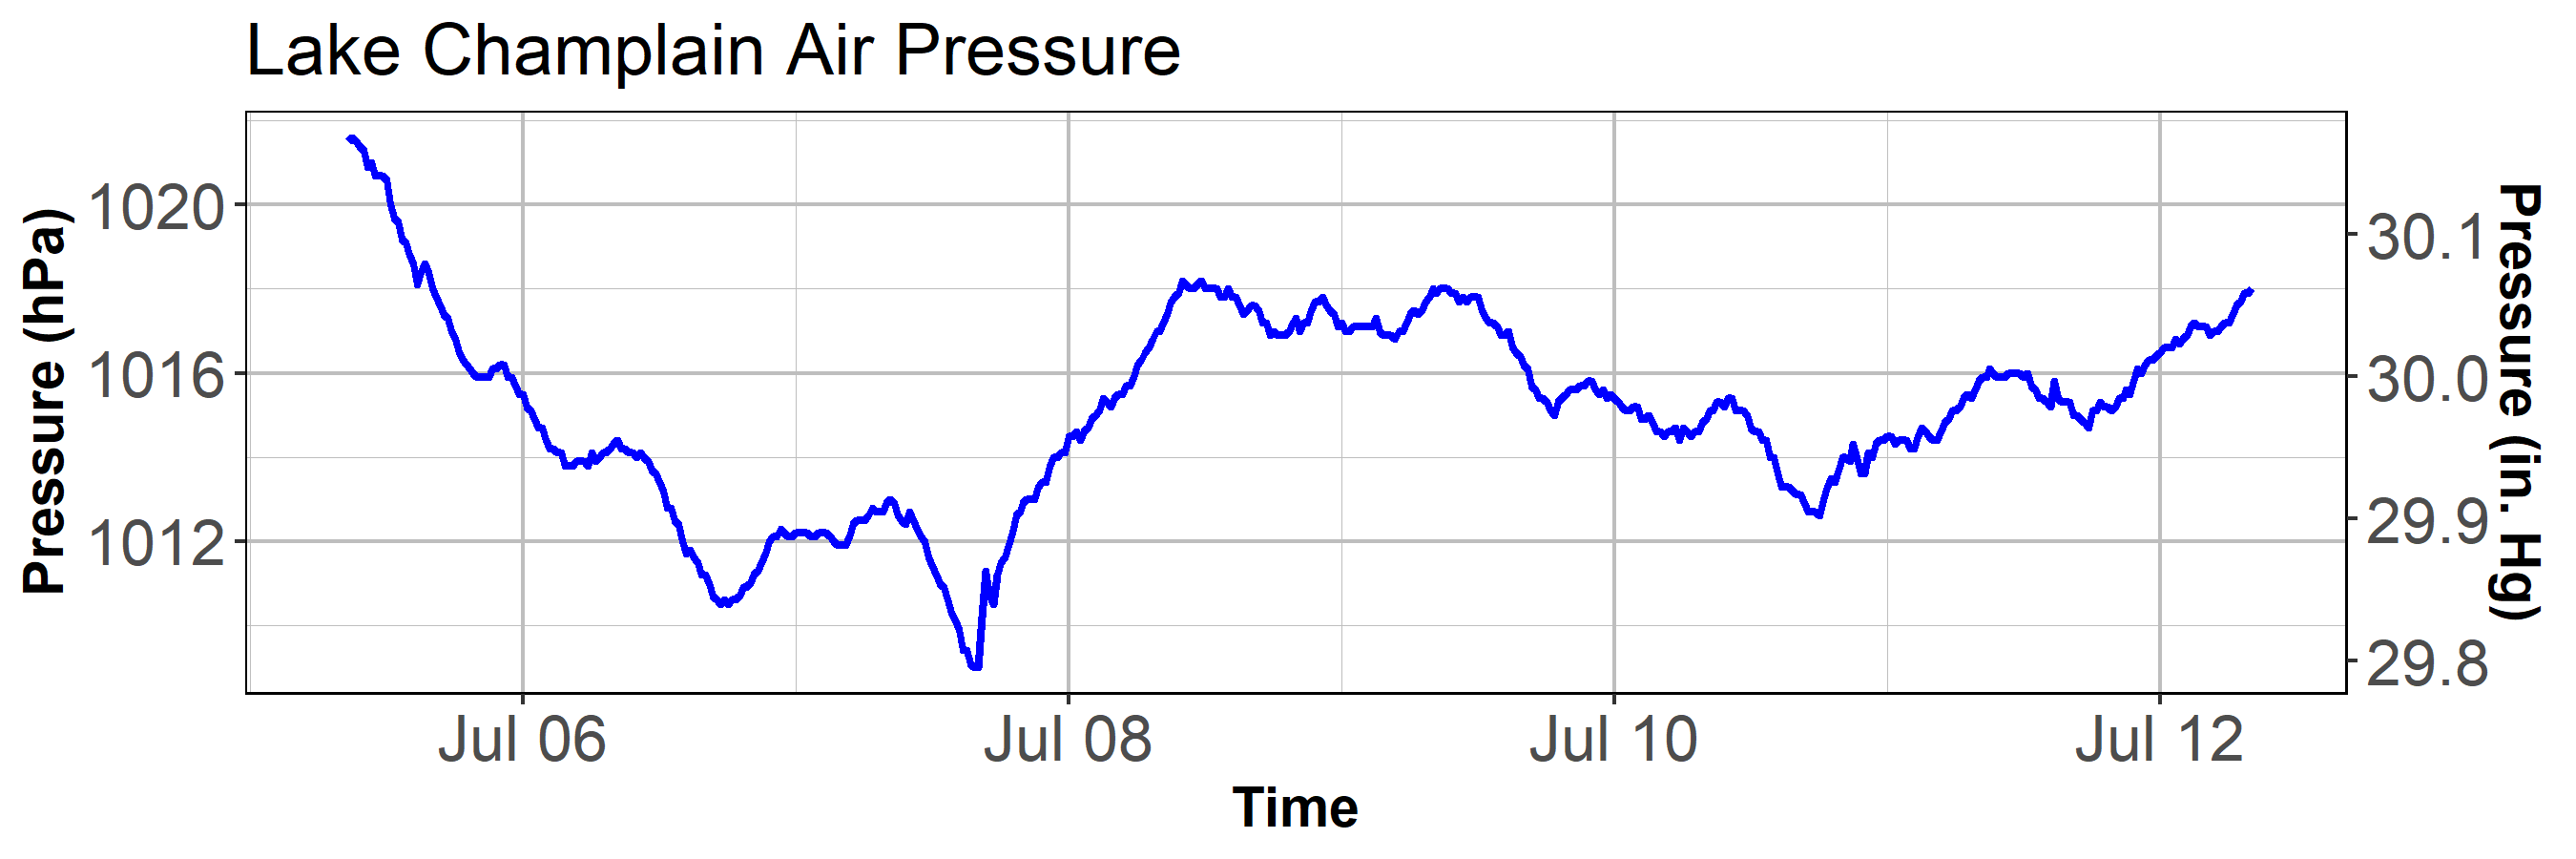 Lake Champlain Air Pressure
Pressure (hPa)
1020
1016
1012
30.1
30.0
29.9
29.8
Pressure (in. Hg)
Jul 06 Jul 08 Jul 10 Jul 12
Time